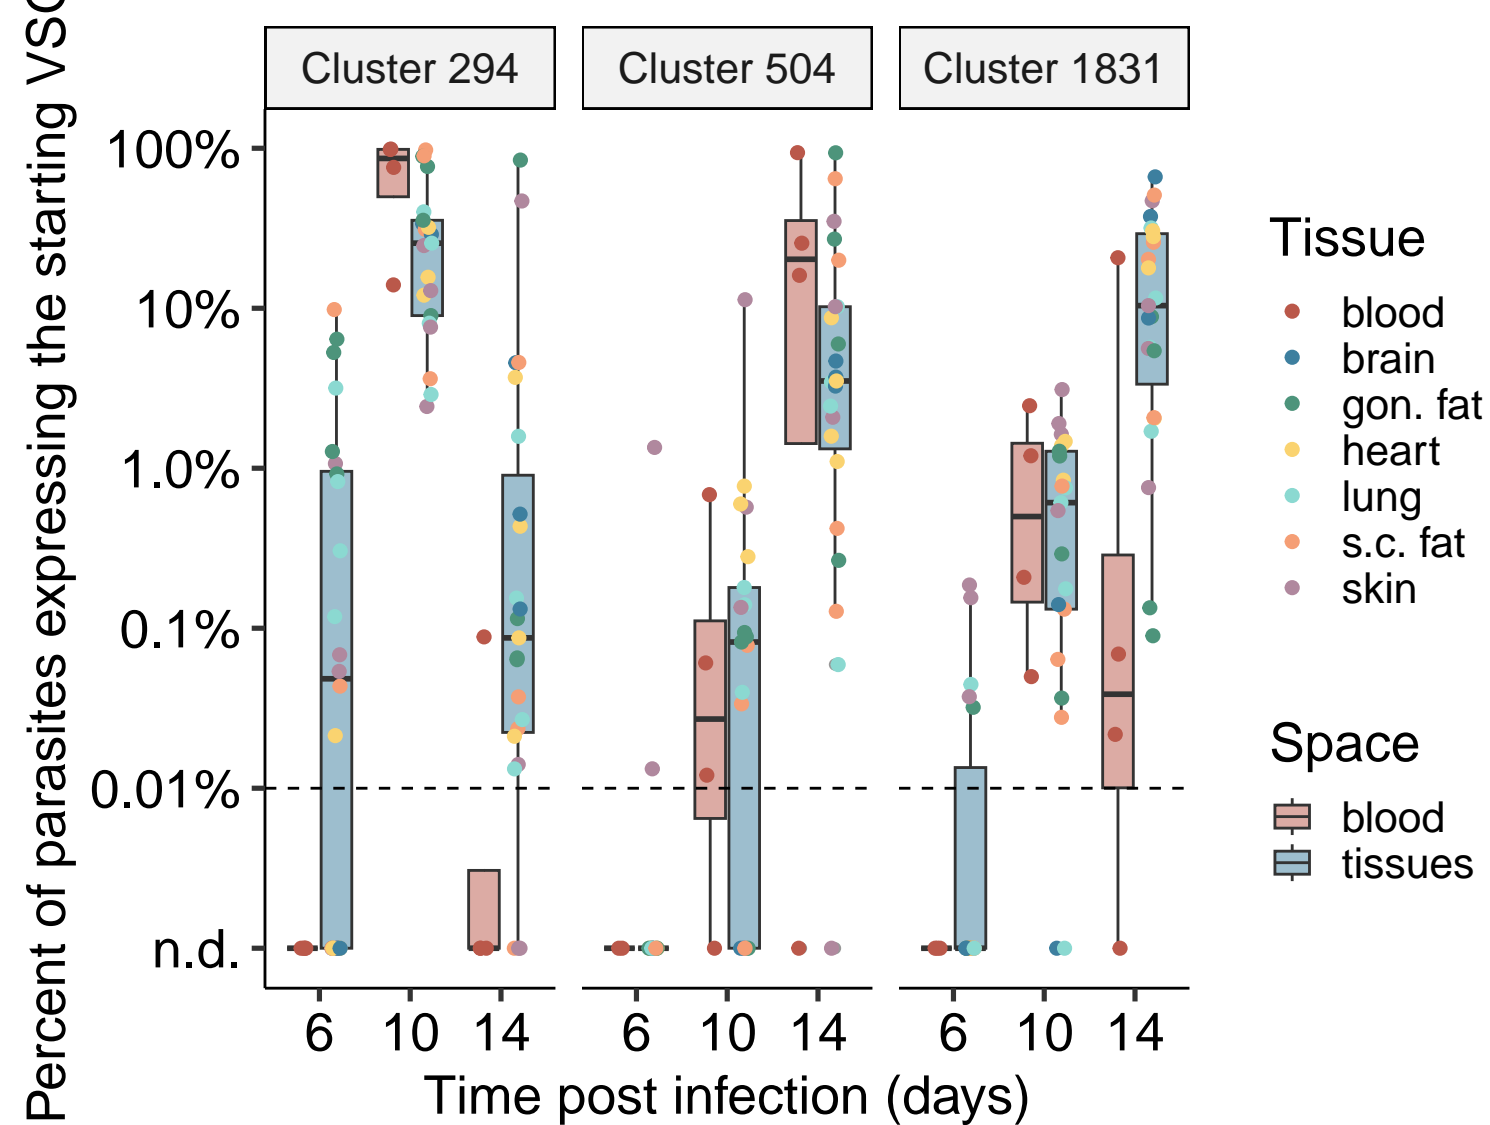 Percent of parasites expressing the starting VSG
Cluster 294
Cluster 504
Cluster 1831
100%
10%
1.0%
0.1%
0.01%
n.d.
6 10 14
6 10 14
6 10 14
Time post infection (days)
Tissue
blood
brain
gon. fat
heart
lung
s.c. fat
skin
Space
blood
tissues